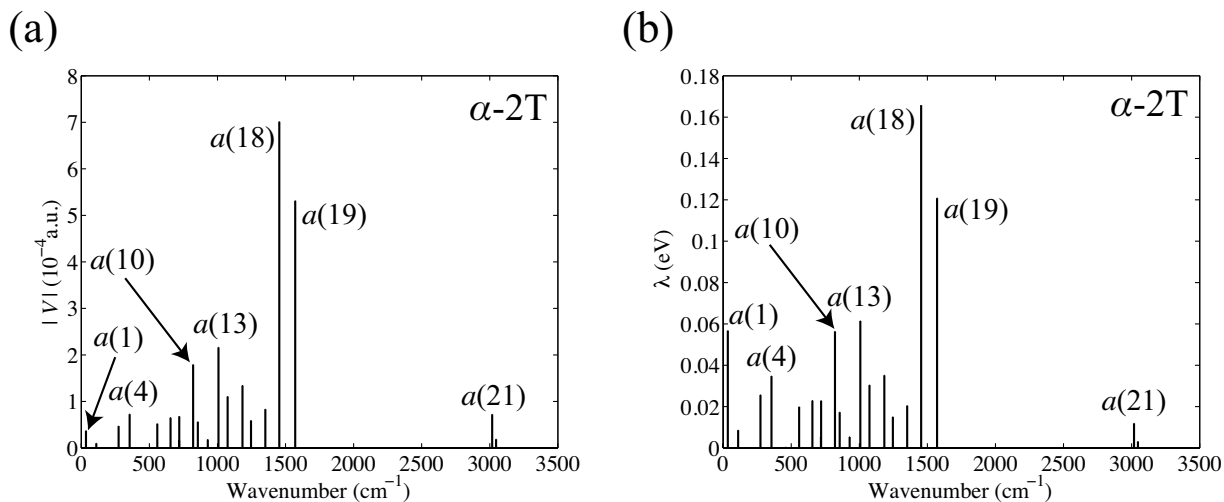 (a)
α-2T
| V | (10⁻⁴a.u.)
8
7
6
5
4
3
2
1
0
a(18)
a(19)
a(10)
a(13)
a(1)
a(4)
a(21)
0 500 1000 1500 2000 2500 3000 3500
Wavenumber (cm⁻¹)
(b)
α-2T
λ (eV)
0.18
0.16
0.14
0.12
0.1
0.08
0.06
0.04
0.02
0
a(18)
a(19)
a(10)
a(13)
a(1)
a(4)
a(21)
0 500 1000 1500 2000 2500 3000 3500
Wavenumber (cm⁻¹)